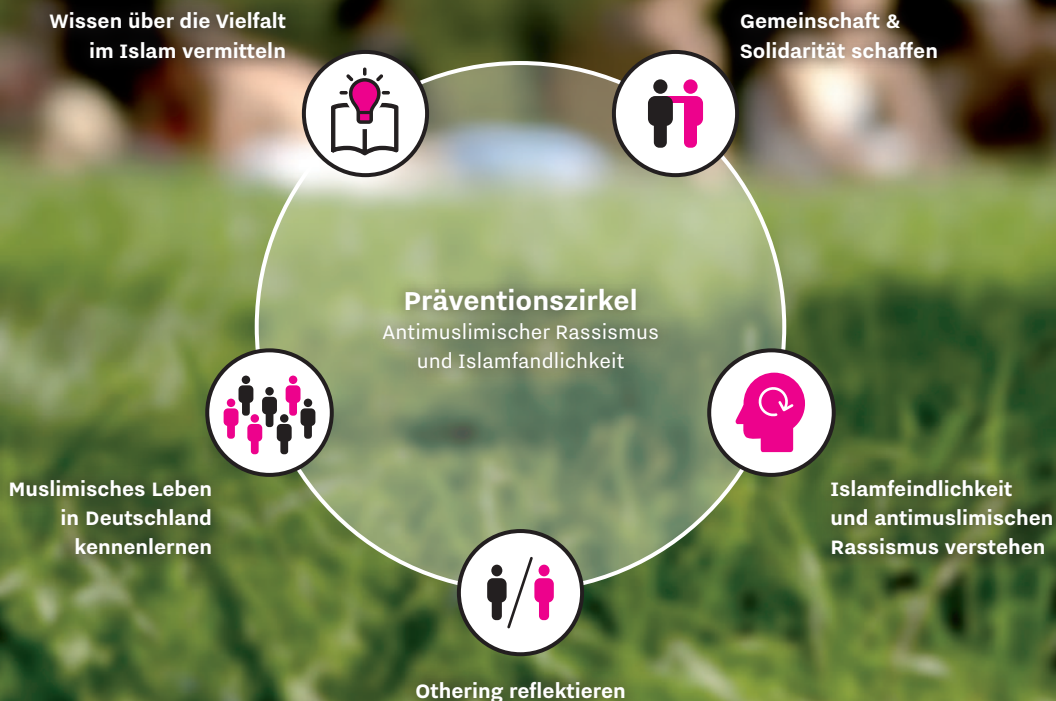 Wissen über die Vielfalt
im Islam vermitteln
Gemeinschaft &
Solidarität schaffen
Präventionszirkel
Antimuslimischer Rassismus
und Islamfandlichkeit
Muslimisches Leben
in Deutschland
kennenlernen
Islamfeindlichkeit
und antimuslimischen
Rassismus verstehen
Othering reflektieren